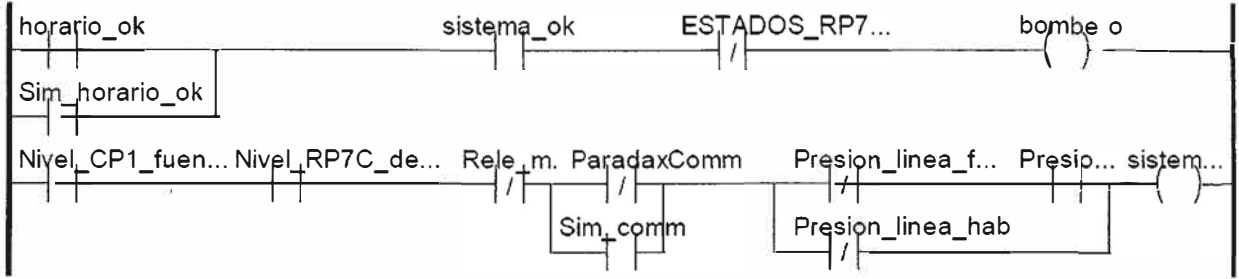 horario_ok sistema_ok ESTADOS_RP7... bombe o
Sim_horario_ok
Nivel_CP1_fuen... Nivel_RP7C_de... Rele_m. ParadaxComm Presion_linea_f... Presio... sistem...
Sim_comm Presion_linea_hab